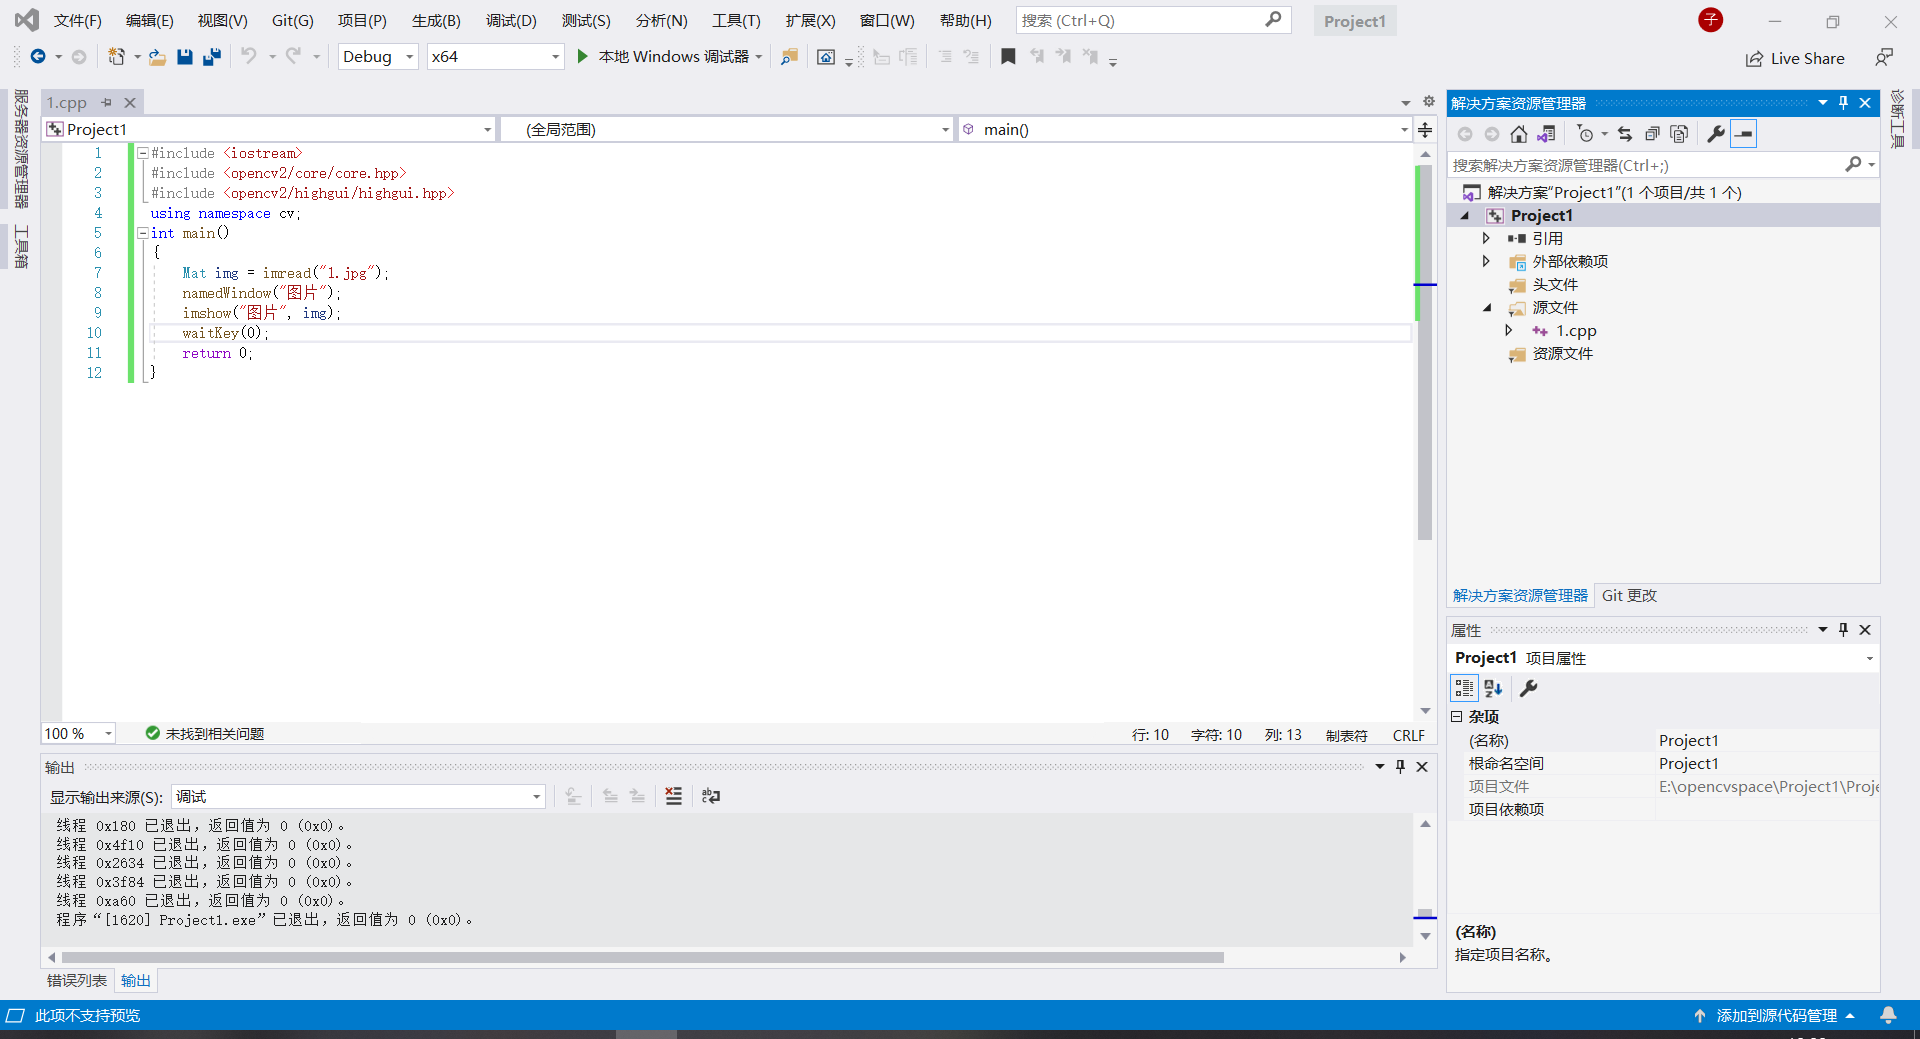 文件(F) 编辑(E) 视图(V) Git(G) 项目(P) 生成(B) 调试(D) 测试(S) 分析(N) 工具(T) 扩展(X) 窗口(W) 帮助(H) 搜索 (Ctrl+Q) Project1 子
Debug x64 本地 Windows 调试器 Live Share
服务器资源管理器
工具箱
1.cpp
Project1 (全局范围) main()
1 #include <iostream>
2 #include <opencv2/core/core.hpp>
3 #include <opencv2/highgui/highgui.hpp>
4 using namespace cv;
5 int main()
6 {
7 Mat img = imread("1.jpg");
8 namedWindow("图片");
9 imshow("图片", img);
10 waitKey(0);
11 return 0;
12 }
100 % 未找到相关问题 行: 10 字符: 10 列: 13 制表符 CRLF
输出
显示输出来源(S): 调试
线程 0x180 已退出，返回值为 0 (0x0)。
线程 0x4f10 已退出，返回值为 0 (0x0)。
线程 0x2634 已退出，返回值为 0 (0x0)。
线程 0x3f84 已退出，返回值为 0 (0x0)。
线程 0xa60 已退出，返回值为 0 (0x0)。
程序“[1620] Project1.exe”已退出，返回值为 0 (0x0)。
错误列表 输出
解决方案资源管理器
搜索解决方案资源管理器(Ctrl+;)
解决方案"Project1"(1 个项目/共 1 个)
Project1
引用
外部依赖项
头文件
源文件
1.cpp
资源文件
解决方案资源管理器 Git 更改
属性
Project1 项目属性
杂项
(名称) Project1
根命名空间 Project1
项目文件 E:\opencvspace\Project1\Proje
项目依赖项
(名称)
指定项目名称。
诊断工具
此项不支持预览 添加到源代码管理